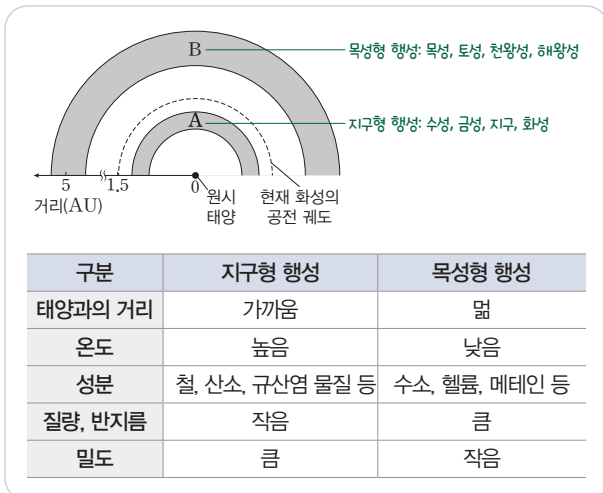 B
목성형 행성: 목성, 토성, 천왕성, 해왕성
A
지구형 행성: 수성, 금성, 지구, 화성
5 1.5 0
거리(AU)
원시
태양
현재 화성의
공전 궤도
구분 지구형 행성 목성형 행성
태양과의 거리 가까움 멂
온도 높음 낮음
성분 철, 산소, 규산염 물질 등 수소, 헬륨, 메테인 등
질량, 반지름 작음 큼
밀도 큼 작음